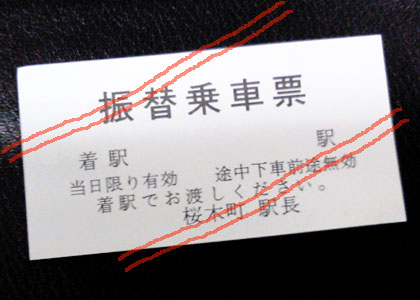 振替乗車票
駅
着駅
当日限り有効　途中下車前途無効
着駅でお渡しください。
桜木町 駅長